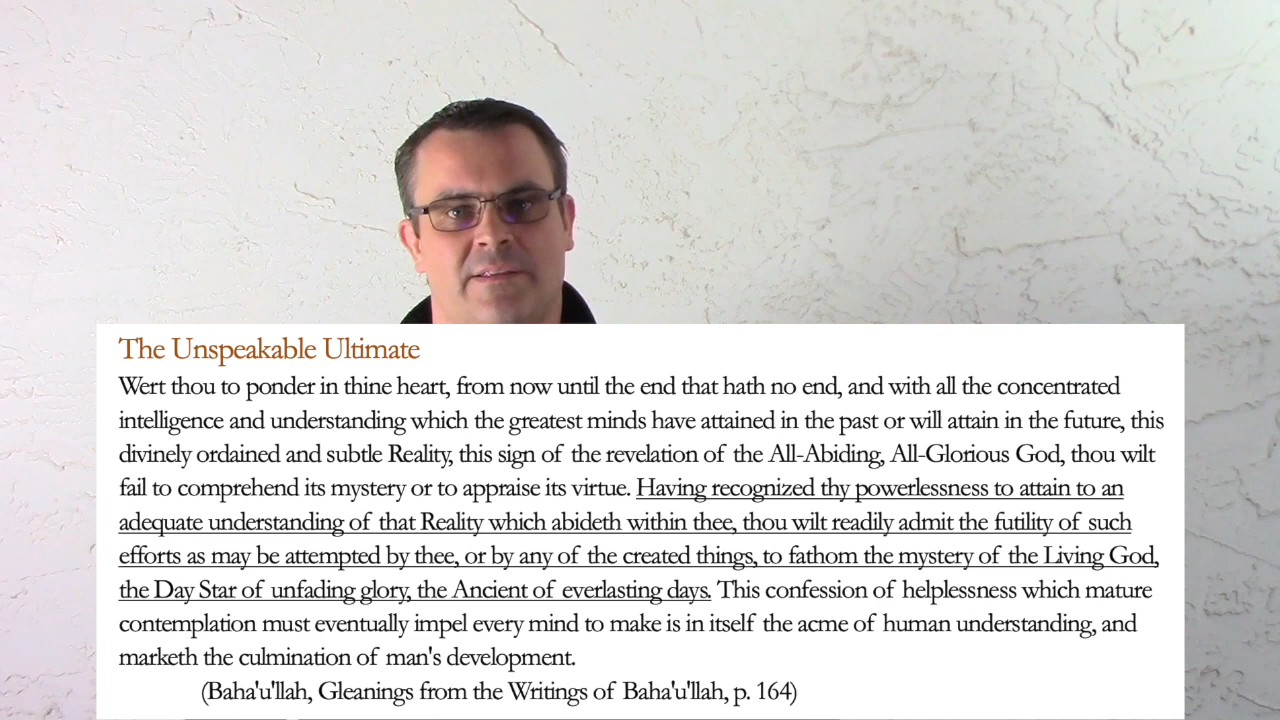 The Unspeakable Ultimate
Wert thou to ponder in thine heart, from now until the end that hath no end, and with all the concentrated
intelligence and understanding which the greatest minds have attained in the past or will attain in the future, this
divinely ordained and subtle Reality, this sign of the revelation of the All-Abiding, All-Glorious God, thou wilt
fail to comprehend its mystery or to appraise its virtue. Having recognized thy powerlessness to attain to an
adequate understanding of that Reality which abideth within thee, thou wilt readily admit the futility of such
efforts as may be attempted by thee, or by any of the created things, to fathom the mystery of the Living God,
the Day Star of unfading glory, the Ancient of everlasting days. This confession of helplessness which mature
contemplation must eventually impel every mind to make is in itself the acme of human understanding, and
marketh the culmination of man's development.
(Baha'u'llah, Gleanings from the Writings of Baha'u'llah, p. 164)